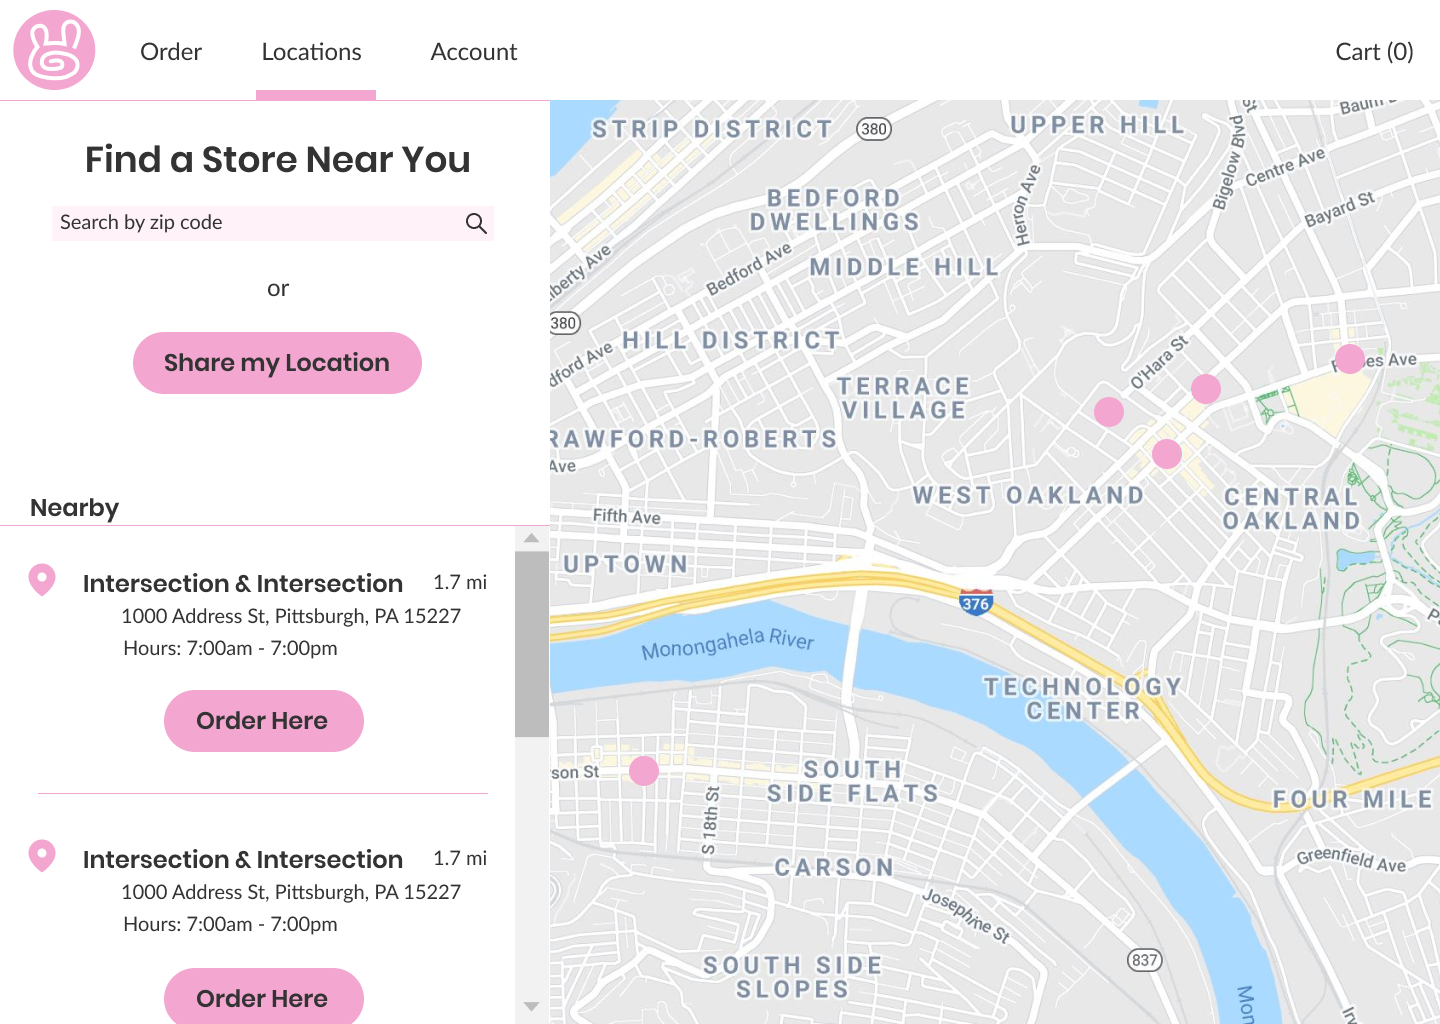 Order
Locations
Account
Cart (0)
Find a Store Near You
Search by zip code
or
Share my Location
Nearby
Intersection & Intersection
1.7 mi
1000 Address St, Pittsburgh, PA 15227
Hours: 7:00am - 7:00pm
Order Here
Intersection & Intersection
1.7 mi
1000 Address St, Pittsburgh, PA 15227
Hours: 7:00am - 7:00pm
Order Here
STRIP DISTRICT
380
UPPER HILL
Bigelow Blvd
Centre Ave
Bayard St
Herron Ave
BEDFORD
DWELLINGS
Bedford Ave
MIDDLE HILL
380
HILL DISTRICT
O'Hara St
Ave
TERRACE
VILLAGE
RAWFORD-ROBERTS
Ave
WEST OAKLAND
CENTRAL
OAKLAND
Fifth Ave
UPTOWN
376
Monongahela River
TECHNOLOGY
CENTER
son St
SOUTH
SIDE FLATS
S 18th St
FOUR MILE
CARSON
Greenfield Ave
Josephine St
837
SOUTH SIDE
SLOPES
Mon